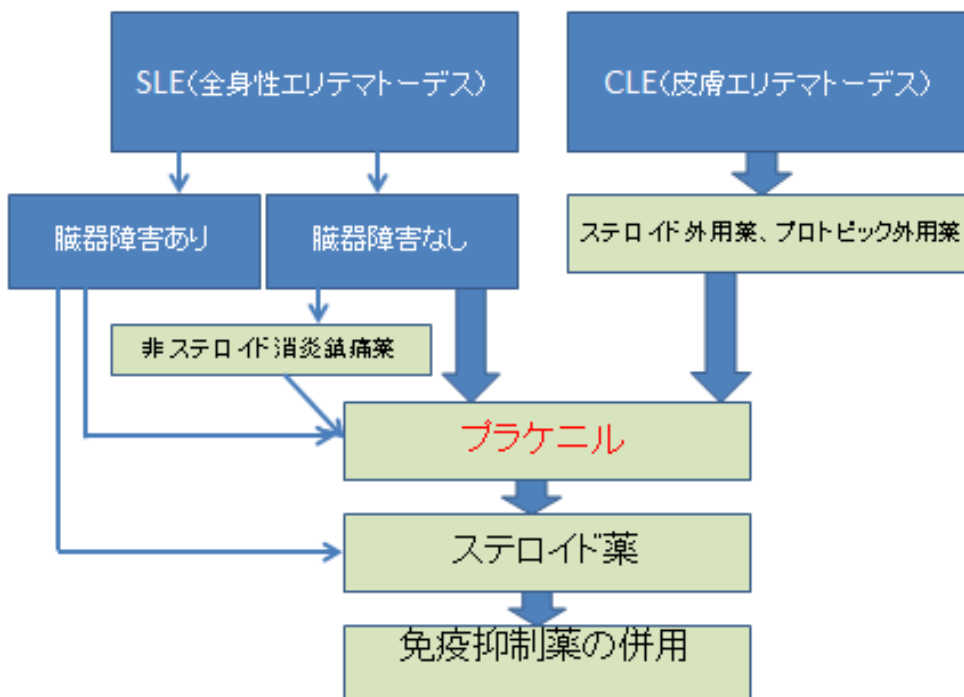 SLE(全身性エリテマトーデス)
CLE(皮膚エリテマトーデス)
臓器障害あり
臓器障害なし
ステロイド外用薬、プロトピック外用薬
非ステロイド消炎鎮痛薬
プラケニル
ステロイド薬
免疫抑制薬の併用